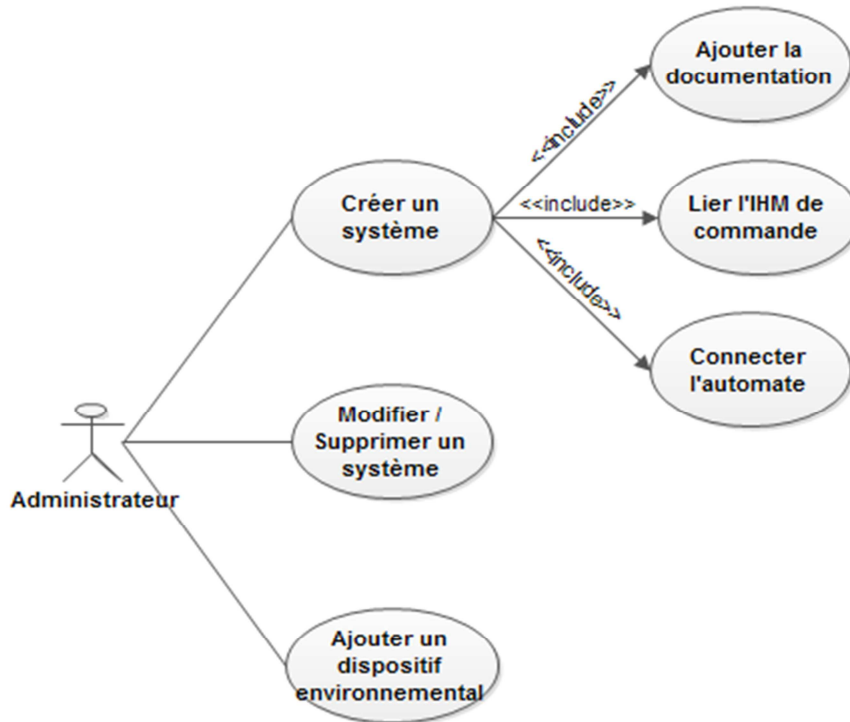 Ajouter la
documentation
<<include>>
Créer un
système
<<include>>
Lier l'IHM de
commande
<<include>>
Connecter
l'automate
Modifier /
Supprimer un
système
Administrateur
Ajouter un
dispositif
environnemental